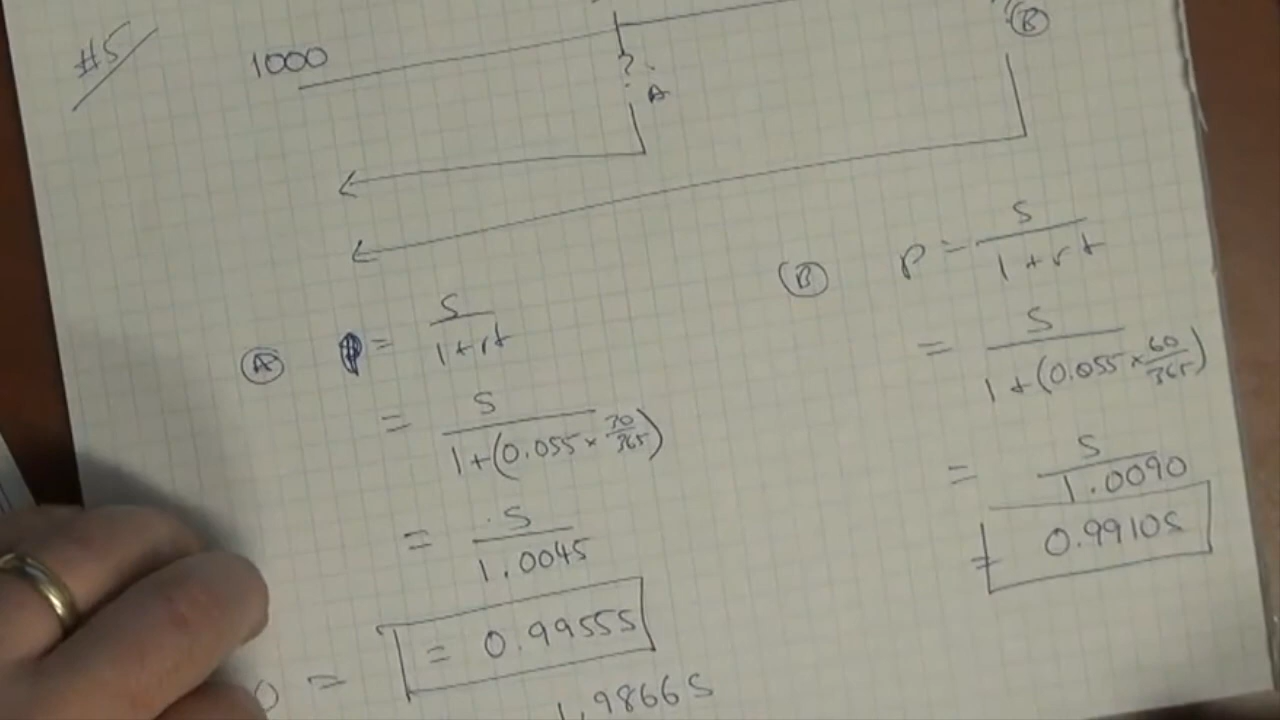 #5
1000
?
A
B
A = S / 1+rt
= S / 1+(0.055 × 30/365)
= S / 1.0045
= 0.9955S
B P = S / 1+rt
= S / 1+(0.055 × 60/365)
= S / 1.0090
= 0.9910S
0 = 1.9866S